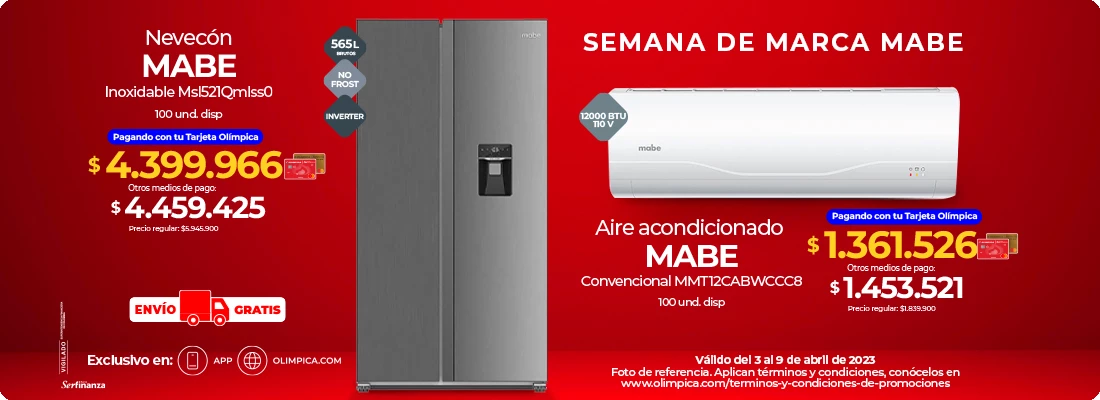 Nevecón
MABE
Inoxidable Msl521Qmlss0
100 und. disp
Pagando con tu Tarjeta Olímpica
$ 4.399.966
Otros medios de pago:
$ 4.459.425
Precio regular: $5.945.900
ENVÍO GRATIS
Exclusivo en: APP OLIMPICA.COM
VIGILADO
Serfinanza
565 L
BRUTOS
NO
FROST
INVERTER
mabe
SEMANA DE MARCA MABE
12000 BTU
110 V
mabe
Aire acondicionado
MABE
Convencional MMT12CABWCCC8
100 und. disp
Pagando con tu Tarjeta Olímpica
$ 1.361.526
Otros medios de pago:
$ 1.453.521
Precio regular: $1.839.900
Válido del 3 al 9 de abril de 2023
Foto de referencia. Aplican términos y condiciones, conócelos en
www.olimpica.com/terminos-y-condiciones-de-promociones